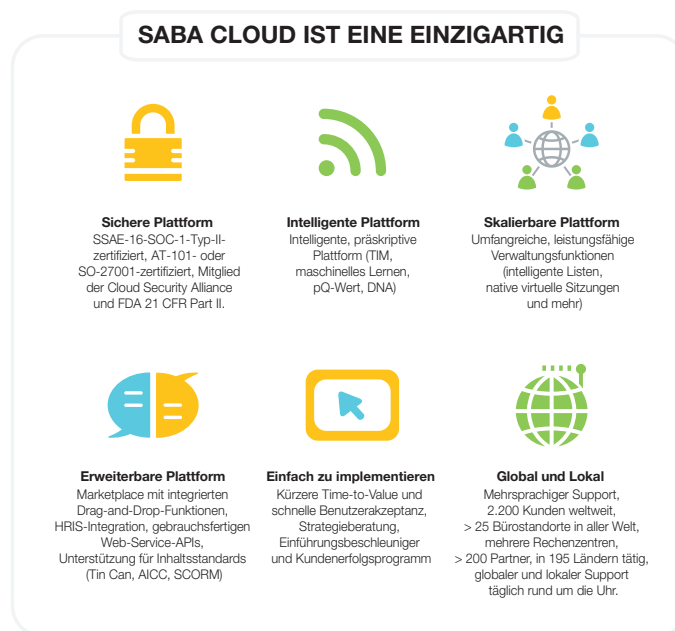 SABA CLOUD IST EINE EINZIGARTIG
Sichere Plattform
SSAE-16-SOC-1-Typ-II-
zertifiziert, AT-101- oder
SO-27001-zertifiziert, Mitglied
der Cloud Security Alliance
und FDA 21 CFR Part II.
Intelligente Plattform
Intelligente, präskriptive
Plattform (TIM,
maschinelles Lernen,
pQ-Wert, DNA)
Skalierbare Plattform
Umfangreiche, leistungsfähige
Verwaltungsfunktionen
(intelligente Listen,
native virtuelle Sitzungen
und mehr)
Erweiterbare Plattform
Marketplace mit integrierten
Drag-and-Drop-Funktionen,
HRIS-Integration, gebrauchsfertigen
Web-Service-APIs,
Unterstützung für Inhaltsstandards
(Tin Can, AICC, SCORM)
Einfach zu implementieren
Kürzere Time-to-Value und
schnelle Benutzerakzeptanz,
Strategieberatung,
Einführungsbeschleuniger
und Kundenerfolgsprogramm
Global und Lokal
Mehrsprachiger Support,
2.200 Kunden weltweit,
> 25 Bürostandorte in aller Welt,
mehrere Rechenzentren,
> 200 Partner, in 195 Ländern tätig,
globaler und lokaler Support
täglich rund um die Uhr.